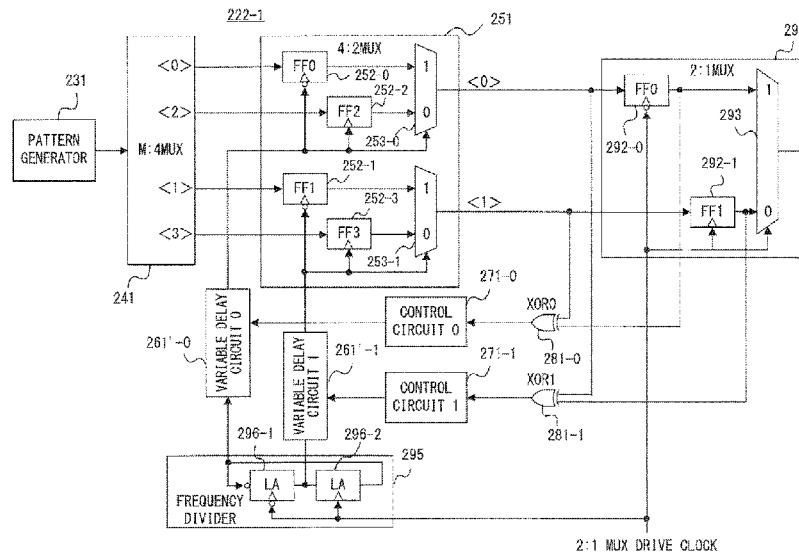 222-1
251
29
4:2MUX
2:1MUX
231
PATTERN
GENERATOR
M:4MUX
241
<0>
<2>
<1>
<3>
FF0
252-0
FF2
252-2
1
0
253-0
FF1
252-1
FF3
252-3
1
0
253-1
<0>
<1>
FF0
292-0
292-1
FF1
1
293
0
VARIABLE DELAY
CIRCUIT 0
261'-0
VARIABLE DELAY
CIRCUIT 1
261'-1
CONTROL
CIRCUIT 0
271-0
CONTROL
CIRCUIT 1
271-1
XOR0
281-0
XOR1
281-1
296-1
296-2
295
LA
LA
FREQUENCY
DIVIDER
2:1 MUX DRIVE CLOCK